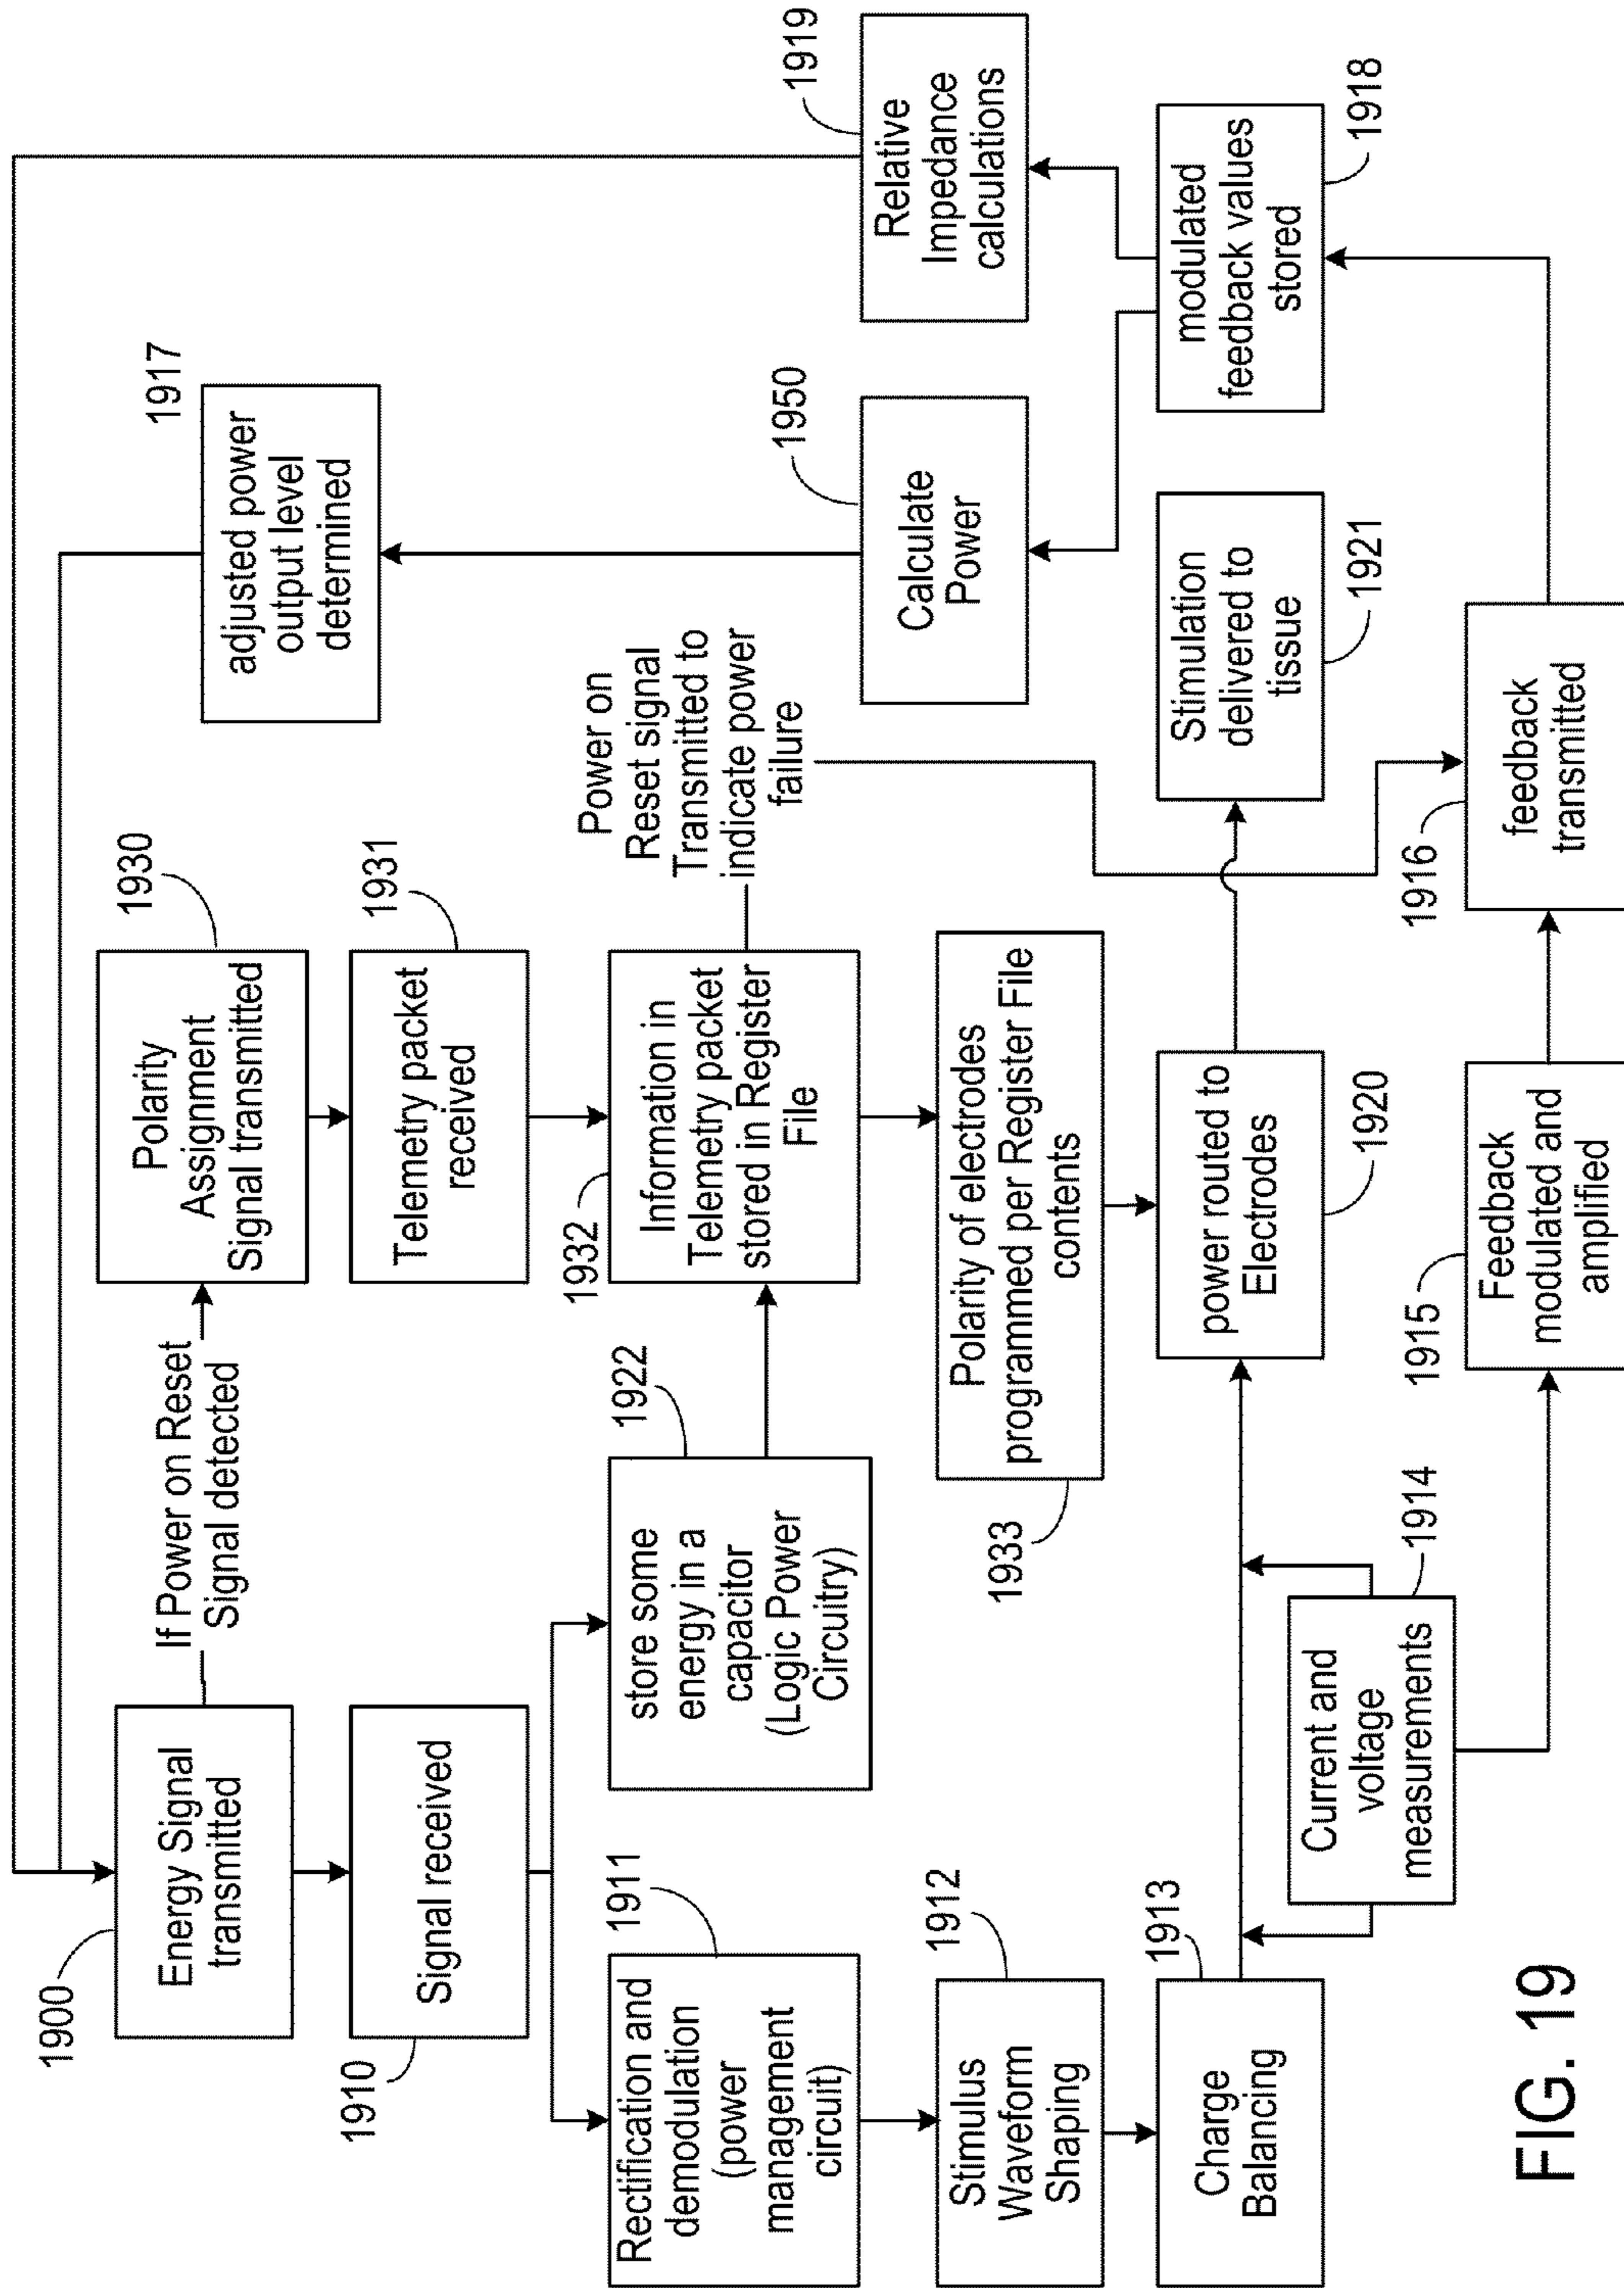 1900
Energy Signal
transmitted
If Power on Reset
Signal detected
Polarity
Assignment
Signal transmitted
1930
adjusted power
output level
determined
1917
1910
Signal received
Telemetry packet
received
1931
Rectification and
demodulation
(power
management
circuit)
1911
store some
energy in a
capacitor
(Logic Power
Circuitry)
1922
1932
Information in
Telemetry packet
stored in Register
File
Power on
Reset signal
Transmitted to
indicate power
failure
Calculate
Power
1950
Relative
Impedance
calculations
1919
Stimulus
Waveform
Shaping
1912
1933
Polarity of electrodes
programmed per Register File
contents
Charge
Balancing
1913
power routed to
Electrodes
1920
Stimulation
delivered to
tissue
1921
modulated
feedback values
stored
1918
Current and
voltage
measurements
1914
1915
Feedback
modulated and
amplified
1916
feedback
transmitted
FIG. 19